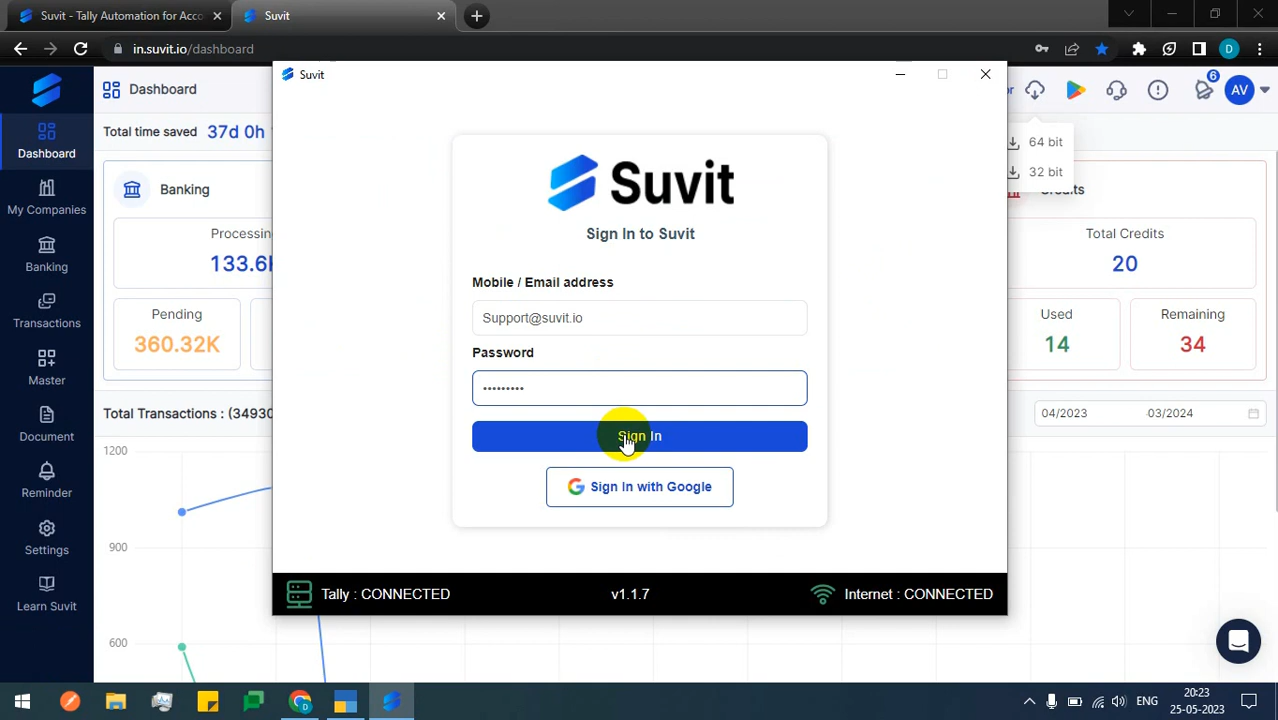 Suvit - Tally Automation for Acco
Suvit
in.suvit.io/dashboard
D
Suvit
Dashboard
or
6
AV
Total time saved 37d 0h
64 bit
32 bit
Dashboard
My Companies
Banking
Transactions
Master
Document
Reminder
Settings
Learn Suvit
Banking
Processin
133.6
Pending
360.32K
Credits
Total Credits
20
Used
14
Remaining
34
Total Transactions : (34930
04/2023
03/2024
1200
900
600
Suvit
Sign In to Suvit
Mobile / Email address
Support@suvit.io
Password
•••••••••
Sign In
Sign In with Google
Tally : CONNECTED
v1.1.7
Internet : CONNECTED
ENG
20:23
25-05-2023